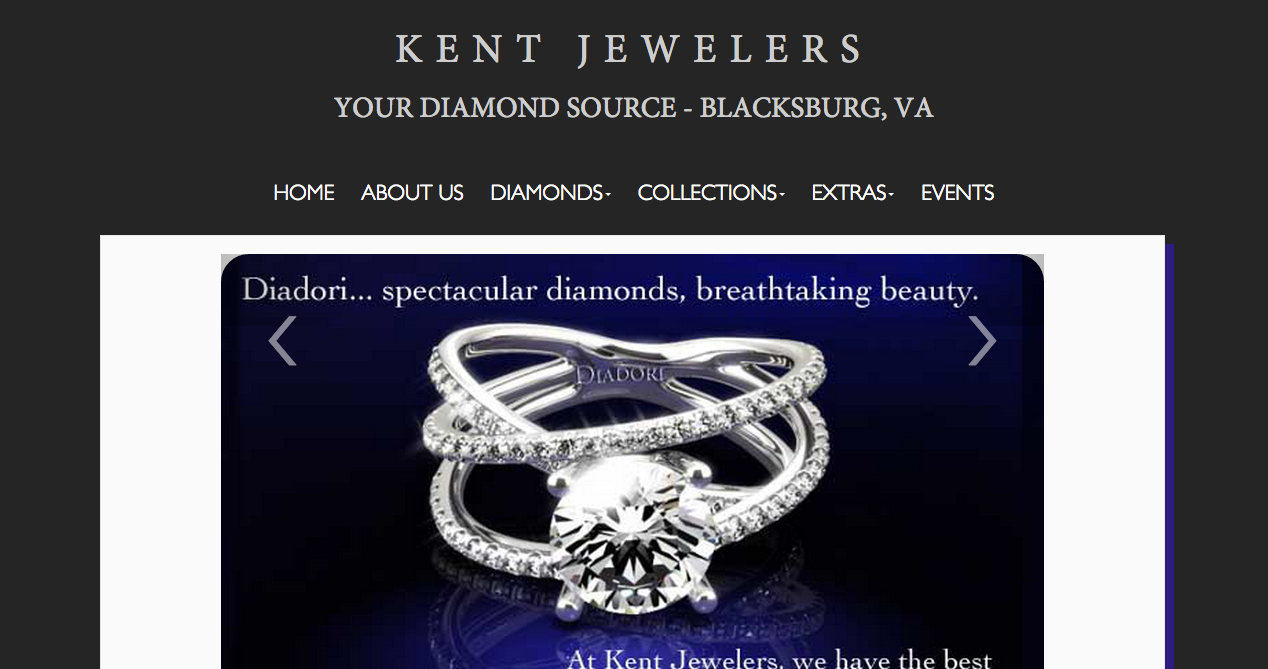 KENT JEWELERS
YOUR DIAMOND SOURCE - BLACKSBURG, VA
HOME ABOUT US DIAMONDS COLLECTIONS EXTRAS EVENTS
Diadori... spectacular diamonds, breathtaking beauty.
DIADORI
At Kent Jewelers, we have the best